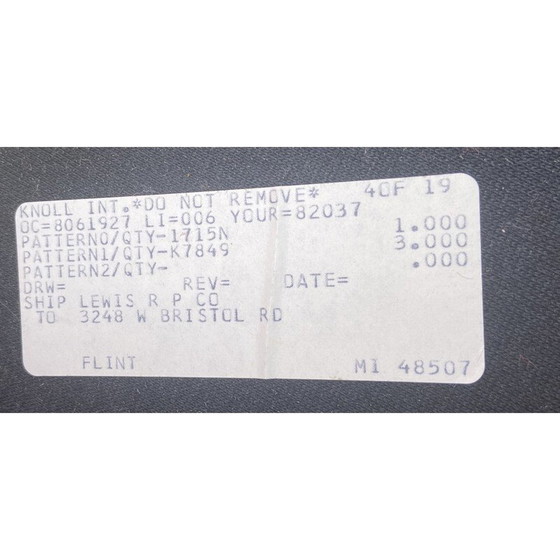 KNOLL INT.*DO NOT REMOVE* 4OF 19
OC=8061927 LI=006 YOUR=82037
PATTERN0/QTY-1715N 1.000
PATTERN1/QTY-K7849 3.000
PATTERN2/QTY- .000
DRW= REV= DATE=
SHIP LEWIS R P CO
TO 3248 W BRISTOL RD
FLINT MI 48507